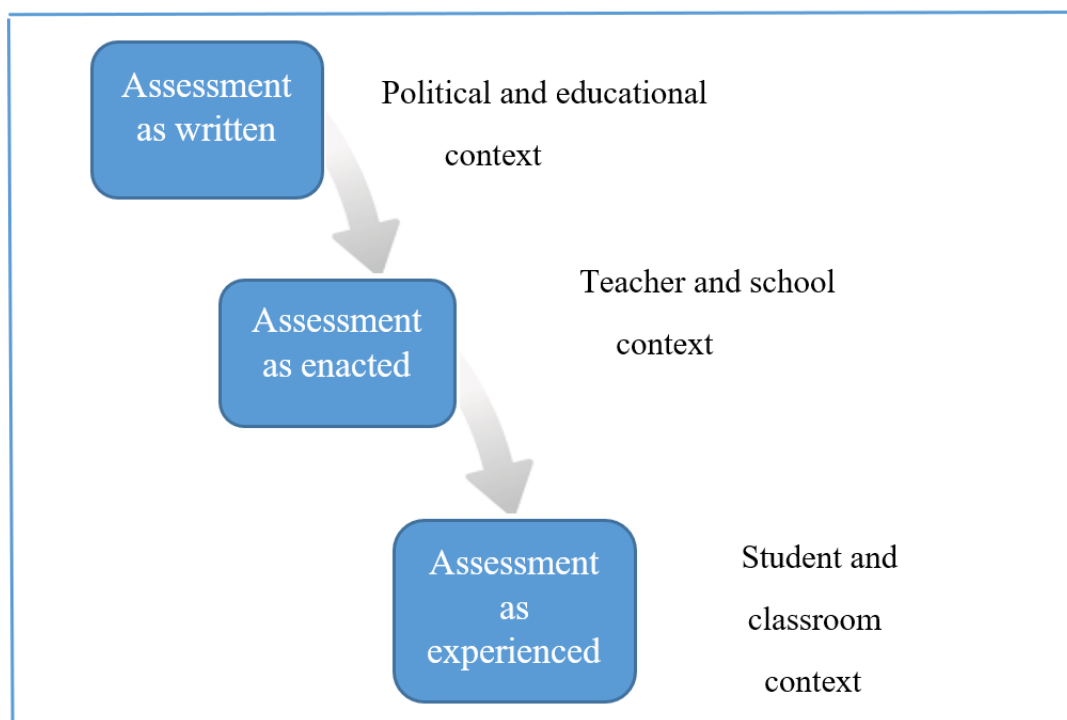 Assessment
as written
Political and educational
context
Assessment
as enacted
Teacher and school
context
Assessment
as
experienced
Student and
classroom
context